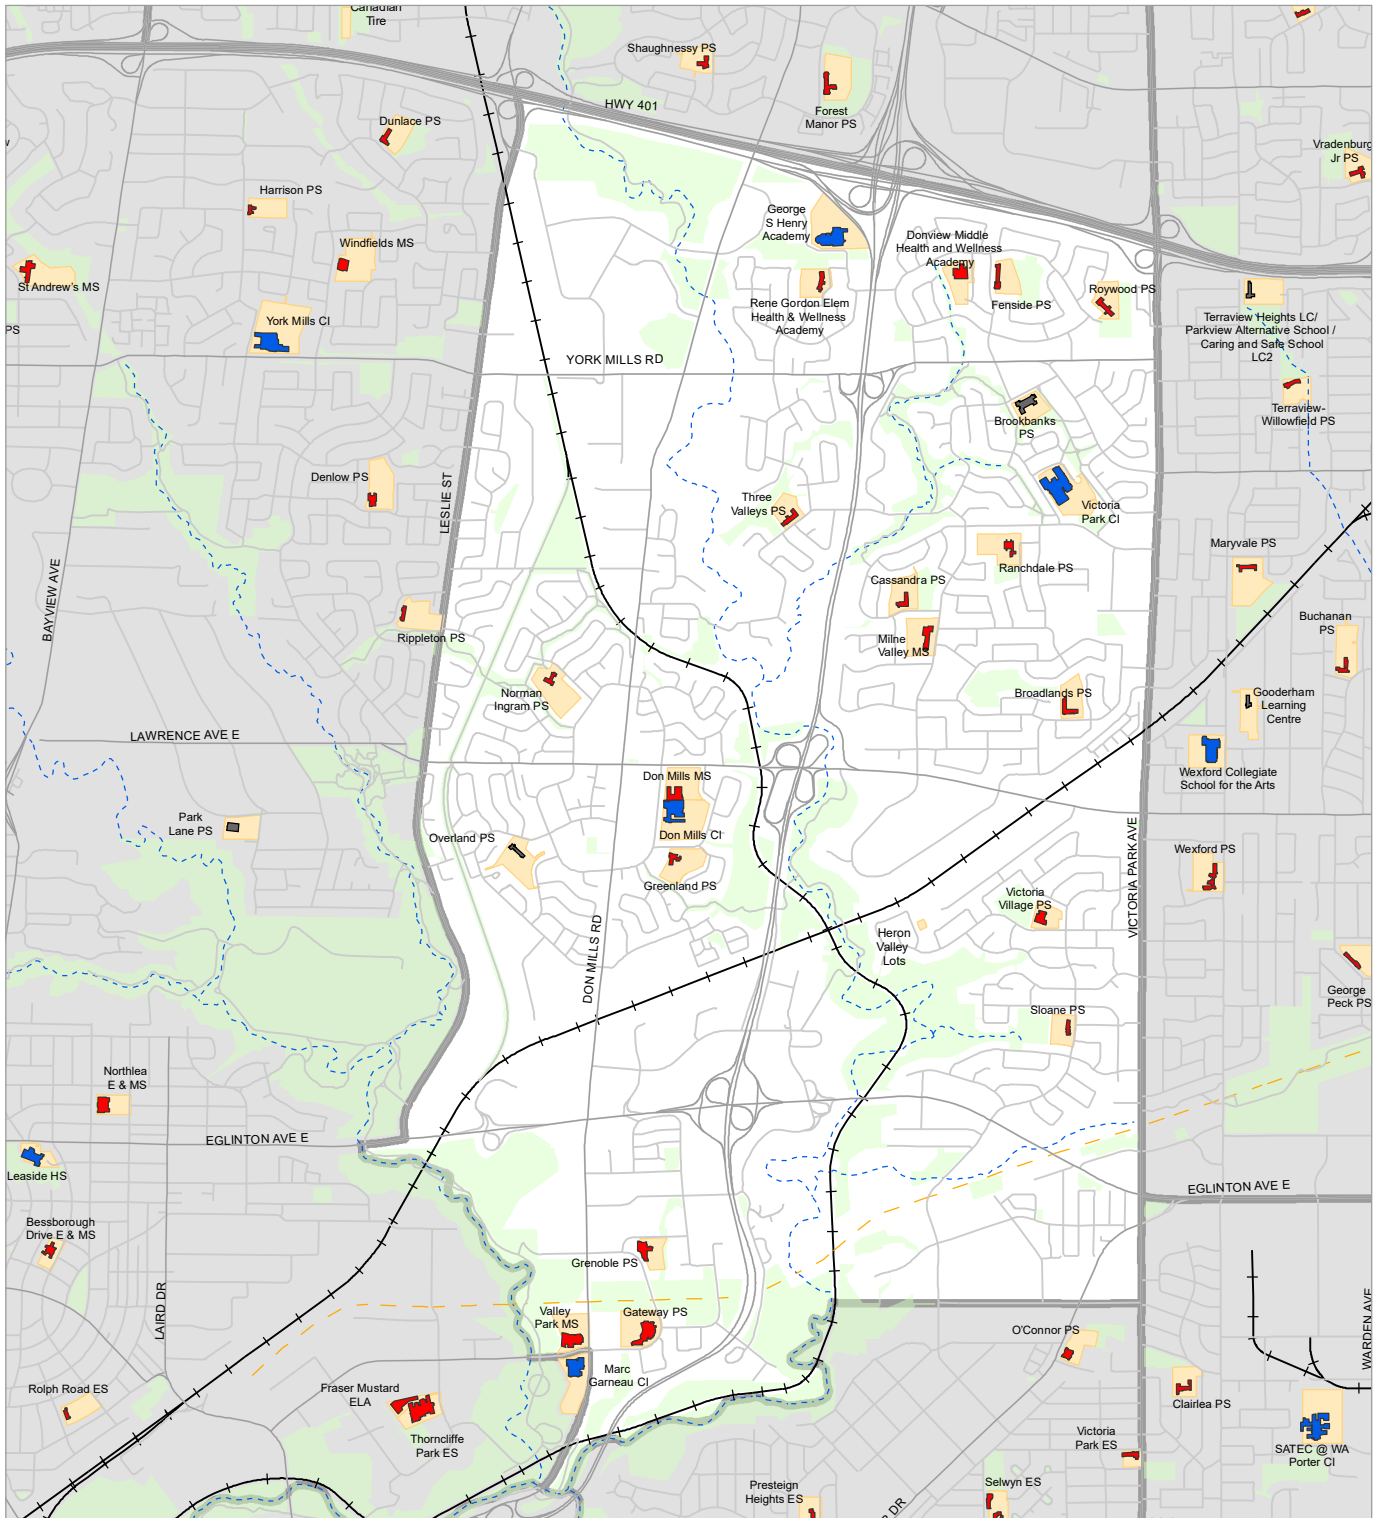 Canadian
Tire
Shaughnessy PS
HWY 401
Forest
Manor PS
Dunlace PS
Vradenburg
Jr PS
Harrison PS
George
S Henry
Academy
Windfields MS
Donview Middle
Health and Wellness
Academy
St Andrew's MS
Rene Gordon Elem
Health & Wellness
Academy
Fenside PS
Roywood PS
York Mills CI
PS
Terraview Heights LC/
Parkview Alternative School /
Caring and Safe School
LC2
YORK MILLS RD
Terraview-
Willowfield PS
Brookbanks
PS
Denlow PS
LESLIE ST
Three
Valleys PS
Victoria
Park CI
BAYVIEW AVE
Maryvale PS
Ranchdale PS
Cassandra PS
Rippleton PS
Milne
Valley MS
Buchanan
PS
Norman
Ingram PS
Broadlands PS
Gooderham
Learning
Centre
LAWRENCE AVE E
Don Mills MS
Wexford Collegiate
School for the Arts
Park
Lane PS
Overland PS
Don Mills CI
VICTORIA PARK AVE
Wexford PS
Greenland PS
Victoria
Village PS
DON MILLS RD
Heron
Valley
Lots
George
Peck PS
Sloane PS
Northlea
E & MS
EGLINTON AVE E
Leaside HS
EGLINTON AVE E
Bessborough
Drive E & MS
Grenoble PS
LAIRD DR
Valley
Park MS
Gateway PS
O'Connor PS
WARDEN AVE
Marc
Garneau CI
Rolph Road ES
Fraser Mustard
ELA
Clairlea PS
Thorncliffe
Park ES
Victoria
Park ES
SATEC @ WA
Porter CI
Presteign
Heights ES
Selwyn ES
DR